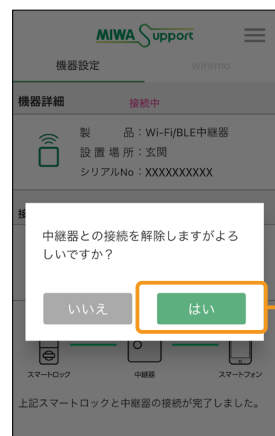 MIWA Support
機器設定 wiremo
機器詳細 接続中
製 品：Wi-Fi/BLE中継器
設置場所：玄関
シリアルNo：XXXXXXXXXX
接
中継器との接続を解除しますがよろ
しいですか？
いいえ はい
スマートロック 中継器 スマートフォン
上記スマートロックと中継器の接続が完了しました。